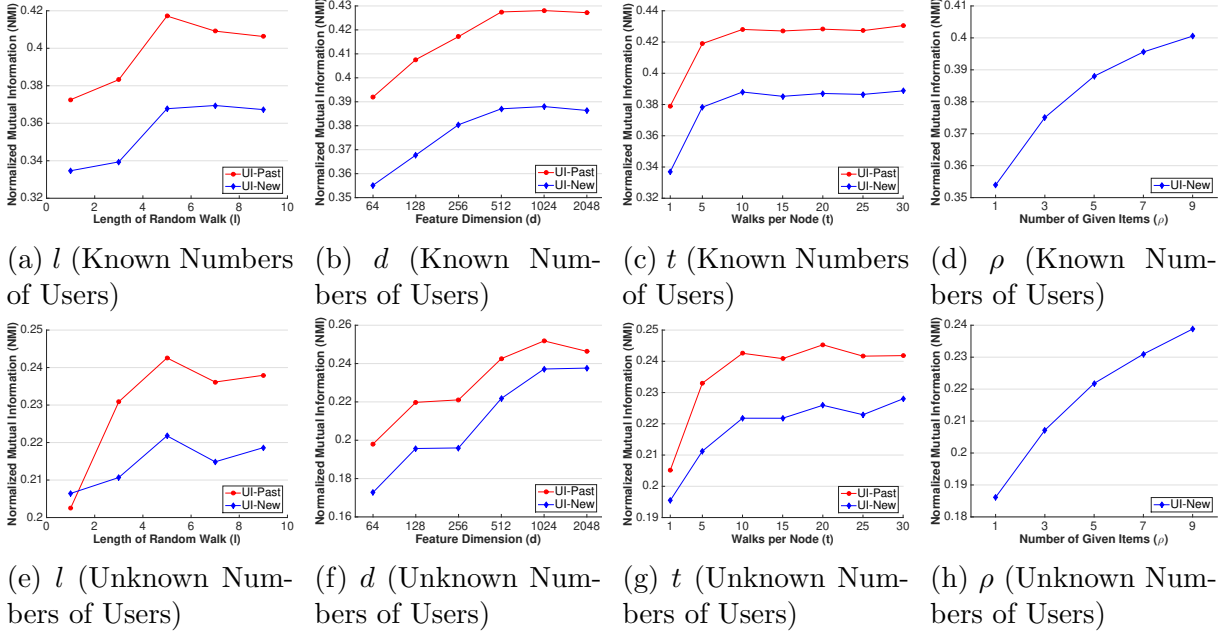 Normalized Mutual Information (NMI)
0.42
0.4
0.38
0.36
0.34
0.32
0 2 4 6 8 10
Length of Random Walk (l)
UI-Past
UI-New
(a) l (Known Numbers
of Users)
Normalized Mutual Information (NMI)
0.43
0.42
0.41
0.4
0.39
0.38
0.37
0.36
0.35
64 128 256 512 1024 2048
Feature Dimension (d)
UI-Past
UI-New
(b) d (Known Num-
bers of Users)
Normalized Mutual Information (NMI)
0.44
0.42
0.4
0.38
0.36
0.34
0.32
1 5 10 15 20 25 30
Walks per Node (t)
UI-Past
UI-New
(c) t (Known Numbers
of Users)
Normalized Mutual Information (NMI)
0.41
0.4
0.39
0.38
0.37
0.36
0.35
1 3 5 7 9
Number of Given Items (ρ)
UI-New
(d) ρ (Known Num-
bers of Users)
Normalized Mutual Information (NMI)
0.25
0.24
0.23
0.22
0.21
0.2
0 2 4 6 8 10
Length of Random Walk (l)
UI-Past
UI-New
(e) l (Unknown Num-
bers of Users)
Normalized Mutual Information (NMI)
0.26
0.24
0.22
0.2
0.18
0.16
64 128 256 512 1024 2048
Feature Dimension (d)
UI-Past
UI-New
(f) d (Unknown Num-
bers of Users)
Normalized Mutual Information (NMI)
0.25
0.24
0.23
0.22
0.21
0.2
0.19
1 5 10 15 20 25 30
Walks per Node (t)
UI-Past
UI-New
(g) t (Unknown Num-
bers of Users)
Normalized Mutual Information (NMI)
0.24
0.23
0.22
0.21
0.2
0.19
0.18
1 3 5 7 9
Number of Given Items (ρ)
UI-New
(h) ρ (Unknown Num-
bers of Users)